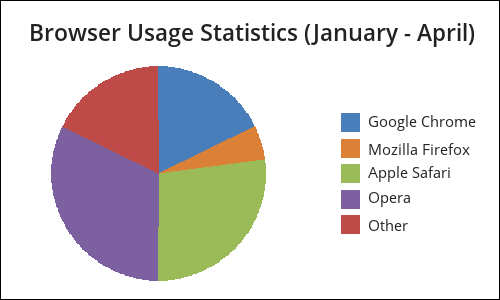 Browser Usage Statistics (January - April)
Google Chrome
Mozilla Firefox
Apple Safari
Opera
Other